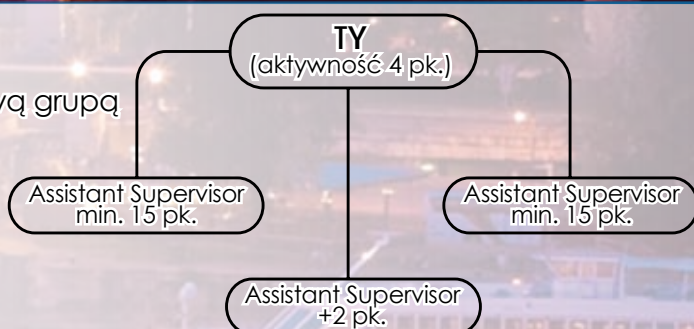 TY
(aktywność 4 pk.)
grupą
Assistant Supervisor
min. 15 pk.
Assistant Supervisor
min. 15 pk.
Assistant Supervisor
+2 pk.